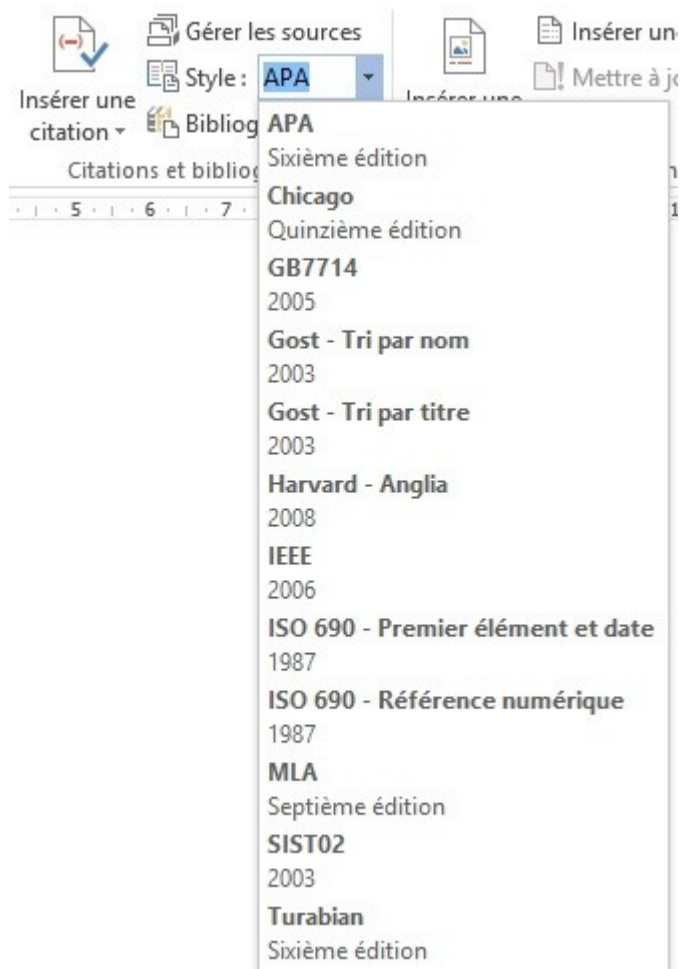 Gérer les sources
Insérer un
Style : APA
Mettre à jo
Insérer une
citation
Bibliog
Insérer une
Citations et bibliog
5 6 7
1
APA
Sixième édition
Chicago
Quinzième édition
GB7714
2005
Gost - Tri par nom
2003
Gost - Tri par titre
2003
Harvard - Anglia
2008
IEEE
2006
ISO 690 - Premier élément et date
1987
ISO 690 - Référence numérique
1987
MLA
Septième édition
SIST02
2003
Turabian
Sixième édition